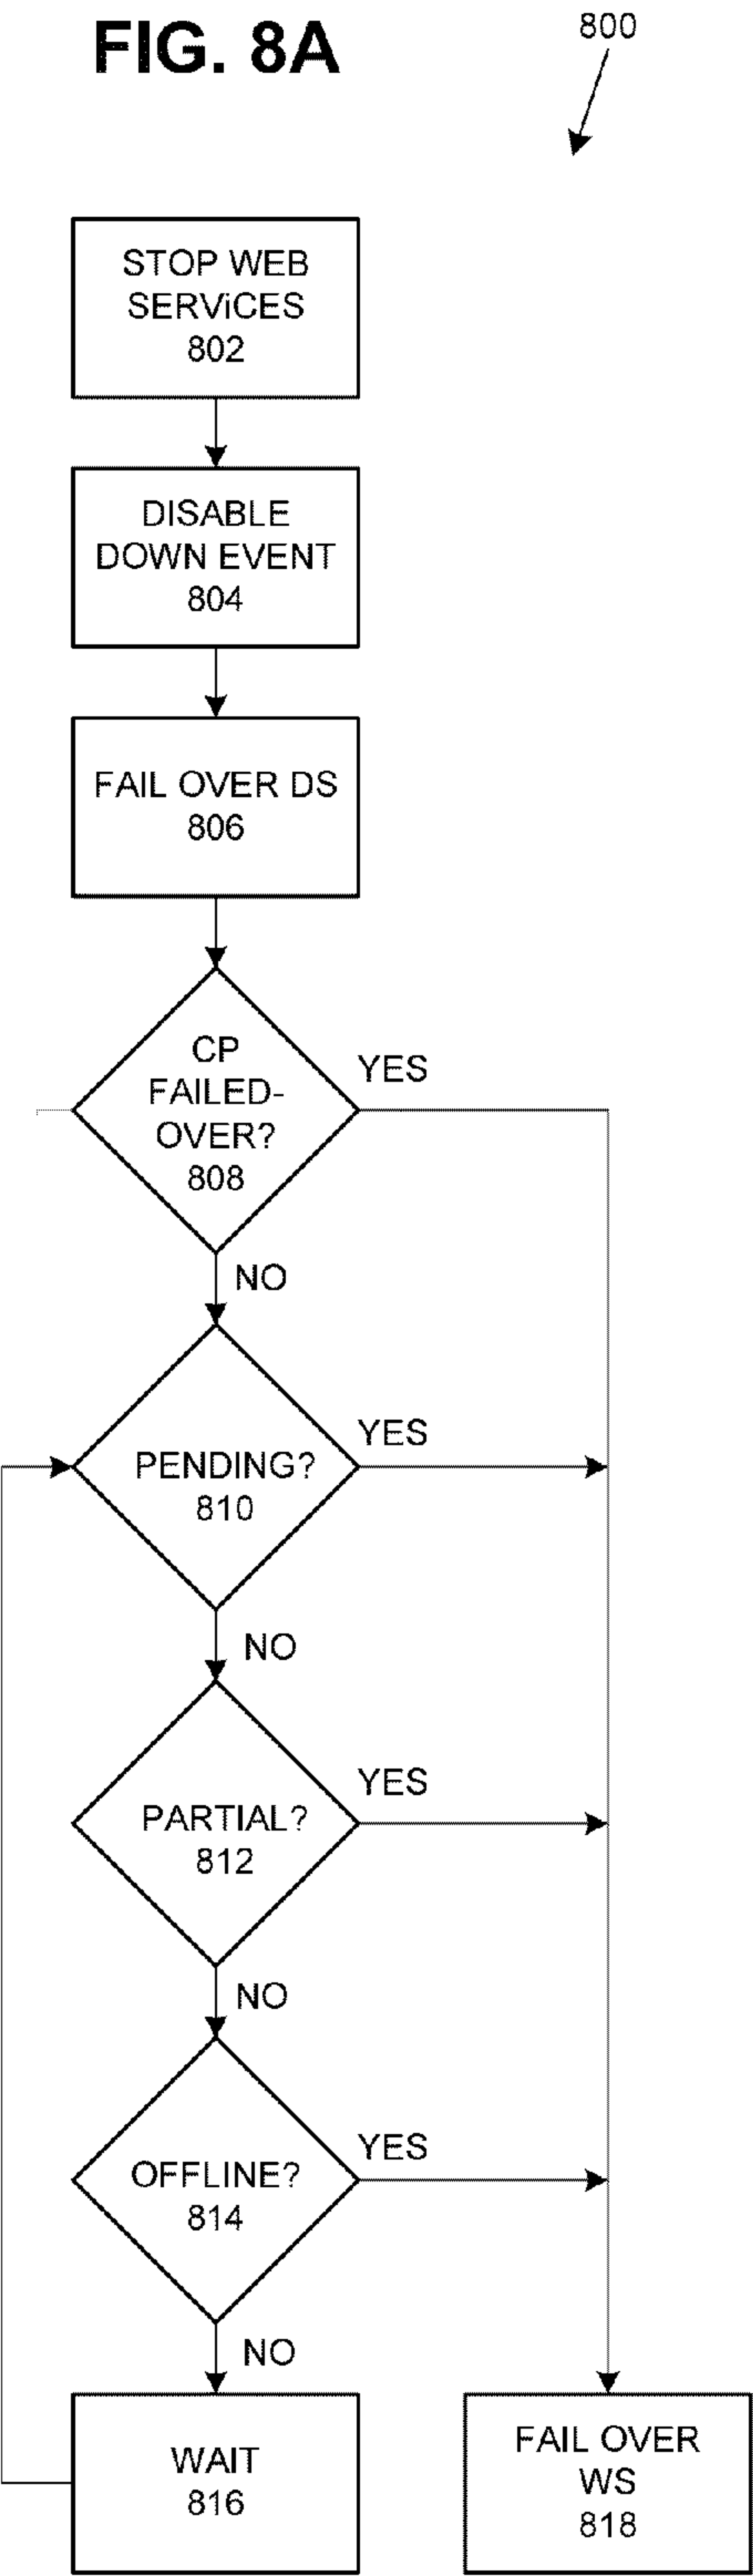 FIG. 8A
800
STOP WEB
SERViCES
802
DISABLE
DOWN EVENT
804
FAIL OVER DS
806
CP
FAILED-
OVER?
808
YES
NO
PENDING?
810
YES
NO
PARTIAL?
812
YES
NO
OFFLINE?
814
YES
NO
WAIT
816
FAIL OVER
WS
818